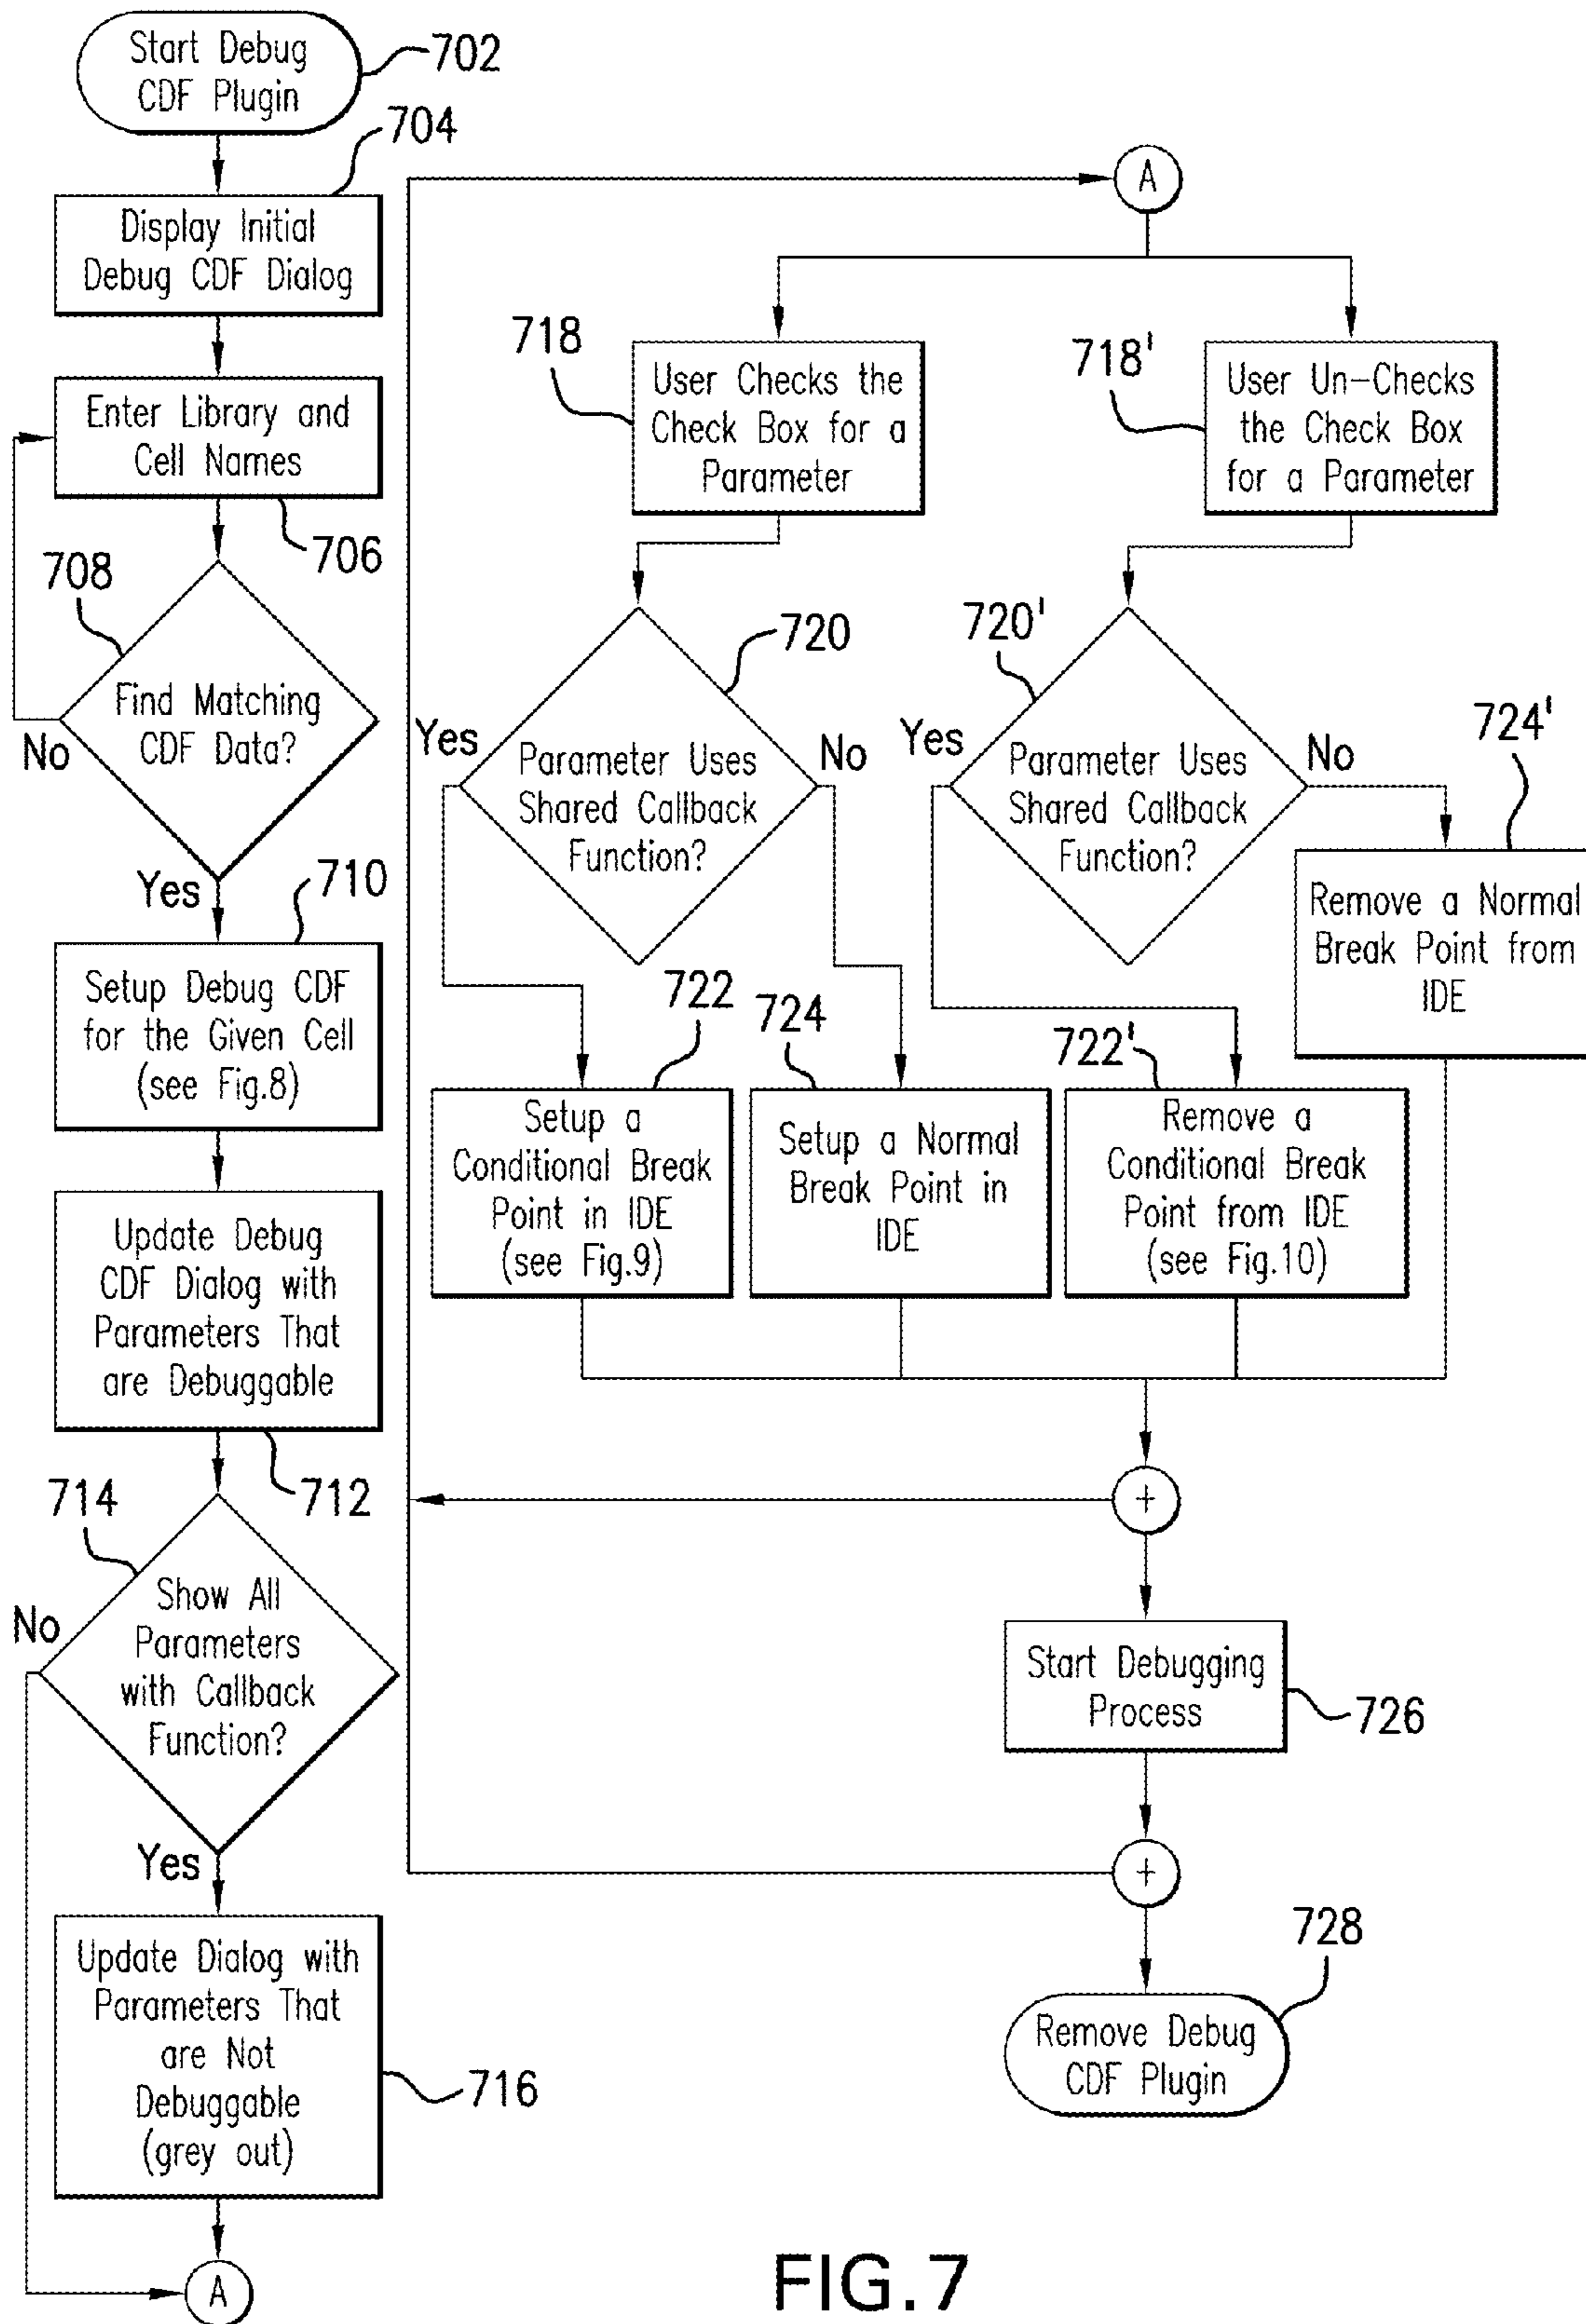 Start Debug
CDF Plugin
702
704
Display Initial
Debug CDF Dialog
Enter Library and
Cell Names
706
708
Find Matching
CDF Data?
No
Yes
710
Setup Debug CDF
for the Given Cell
(see Fig.8)
Update Debug
CDF Dialog with
Parameters That
are Debuggable
712
714
Show All
Parameters
with Callback
Function?
No
Yes
Update Dialog with
Parameters That
are Not
Debuggable
(grey out)
716
A
A
718
User Checks the
Check Box for a
Parameter
718'
User Un-Checks
the Check Box
for a Parameter
720
Parameter Uses
Shared Callback
Function?
Yes
No
720'
Parameter Uses
Shared Callback
Function?
Yes
No
724'
Remove a Normal
Break Point from
IDE
722
Setup a
Conditional Break
Point in IDE
(see Fig.9)
724
Setup a Normal
Break Point in
IDE
722'
Remove a
Conditional Break
Point from IDE
(see Fig.10)
+
Start Debugging
Process
726
+
728
Remove Debug
CDF Plugin
FIG.7